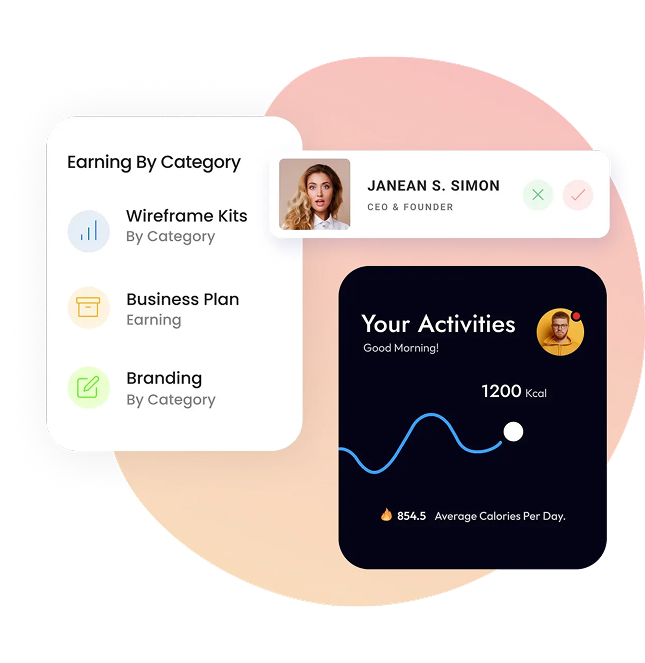 Earning By Category
Wireframe Kits
By Category
Business Plan
Earning
Branding
By Category
JANEAN S. SIMON
CEO & FOUNDER
Your Activities
Good Morning!
1200 Kcal
854.5 Average Calories Per Day.